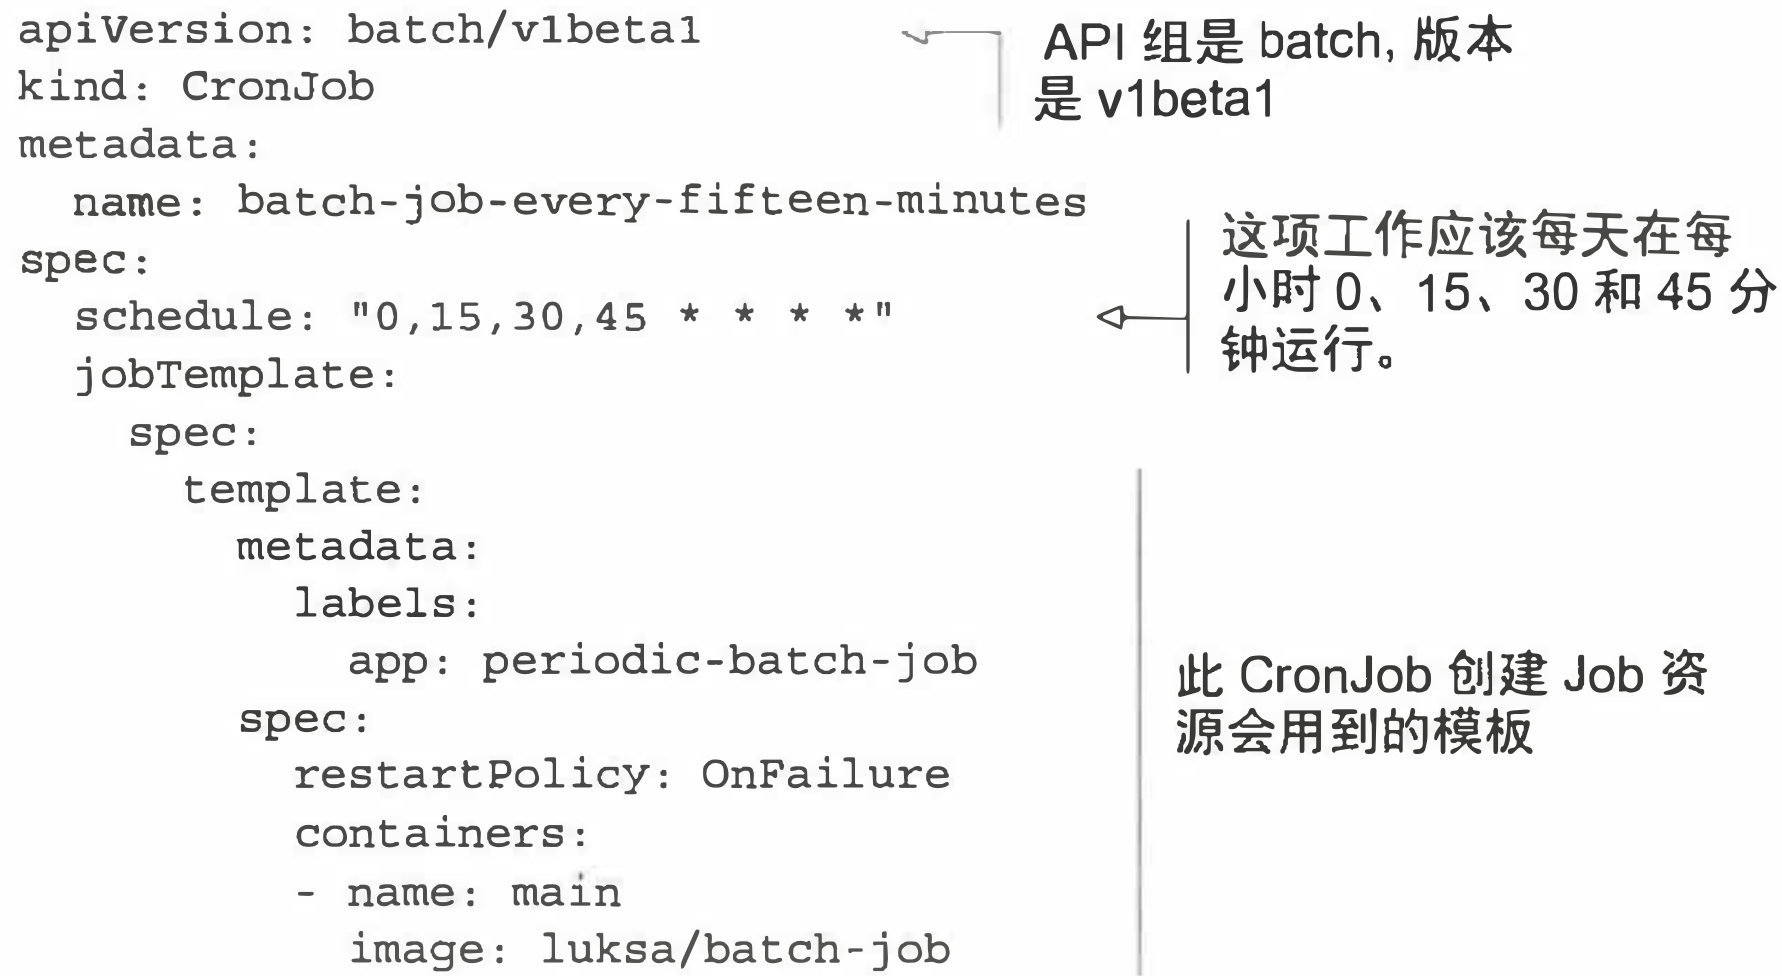 apiVersion: batch/v1beta1
kind: CronJob
metadata:
  name: batch-job-every-fifteen-minutes
spec:
  schedule: "0,15,30,45 * * * *"
  jobTemplate:
    spec:
      template:
        metadata:
          labels:
            app: periodic-batch-job
        spec:
          restartPolicy: OnFailure
          containers:
          - name: main
            image: luksa/batch-job
API 组是 batch, 版本
是 v1beta1
这项工作应该每天在每
小时 0、15、30 和 45 分
钟运行。
此 CronJob 创建 Job 资
源会用到的模板